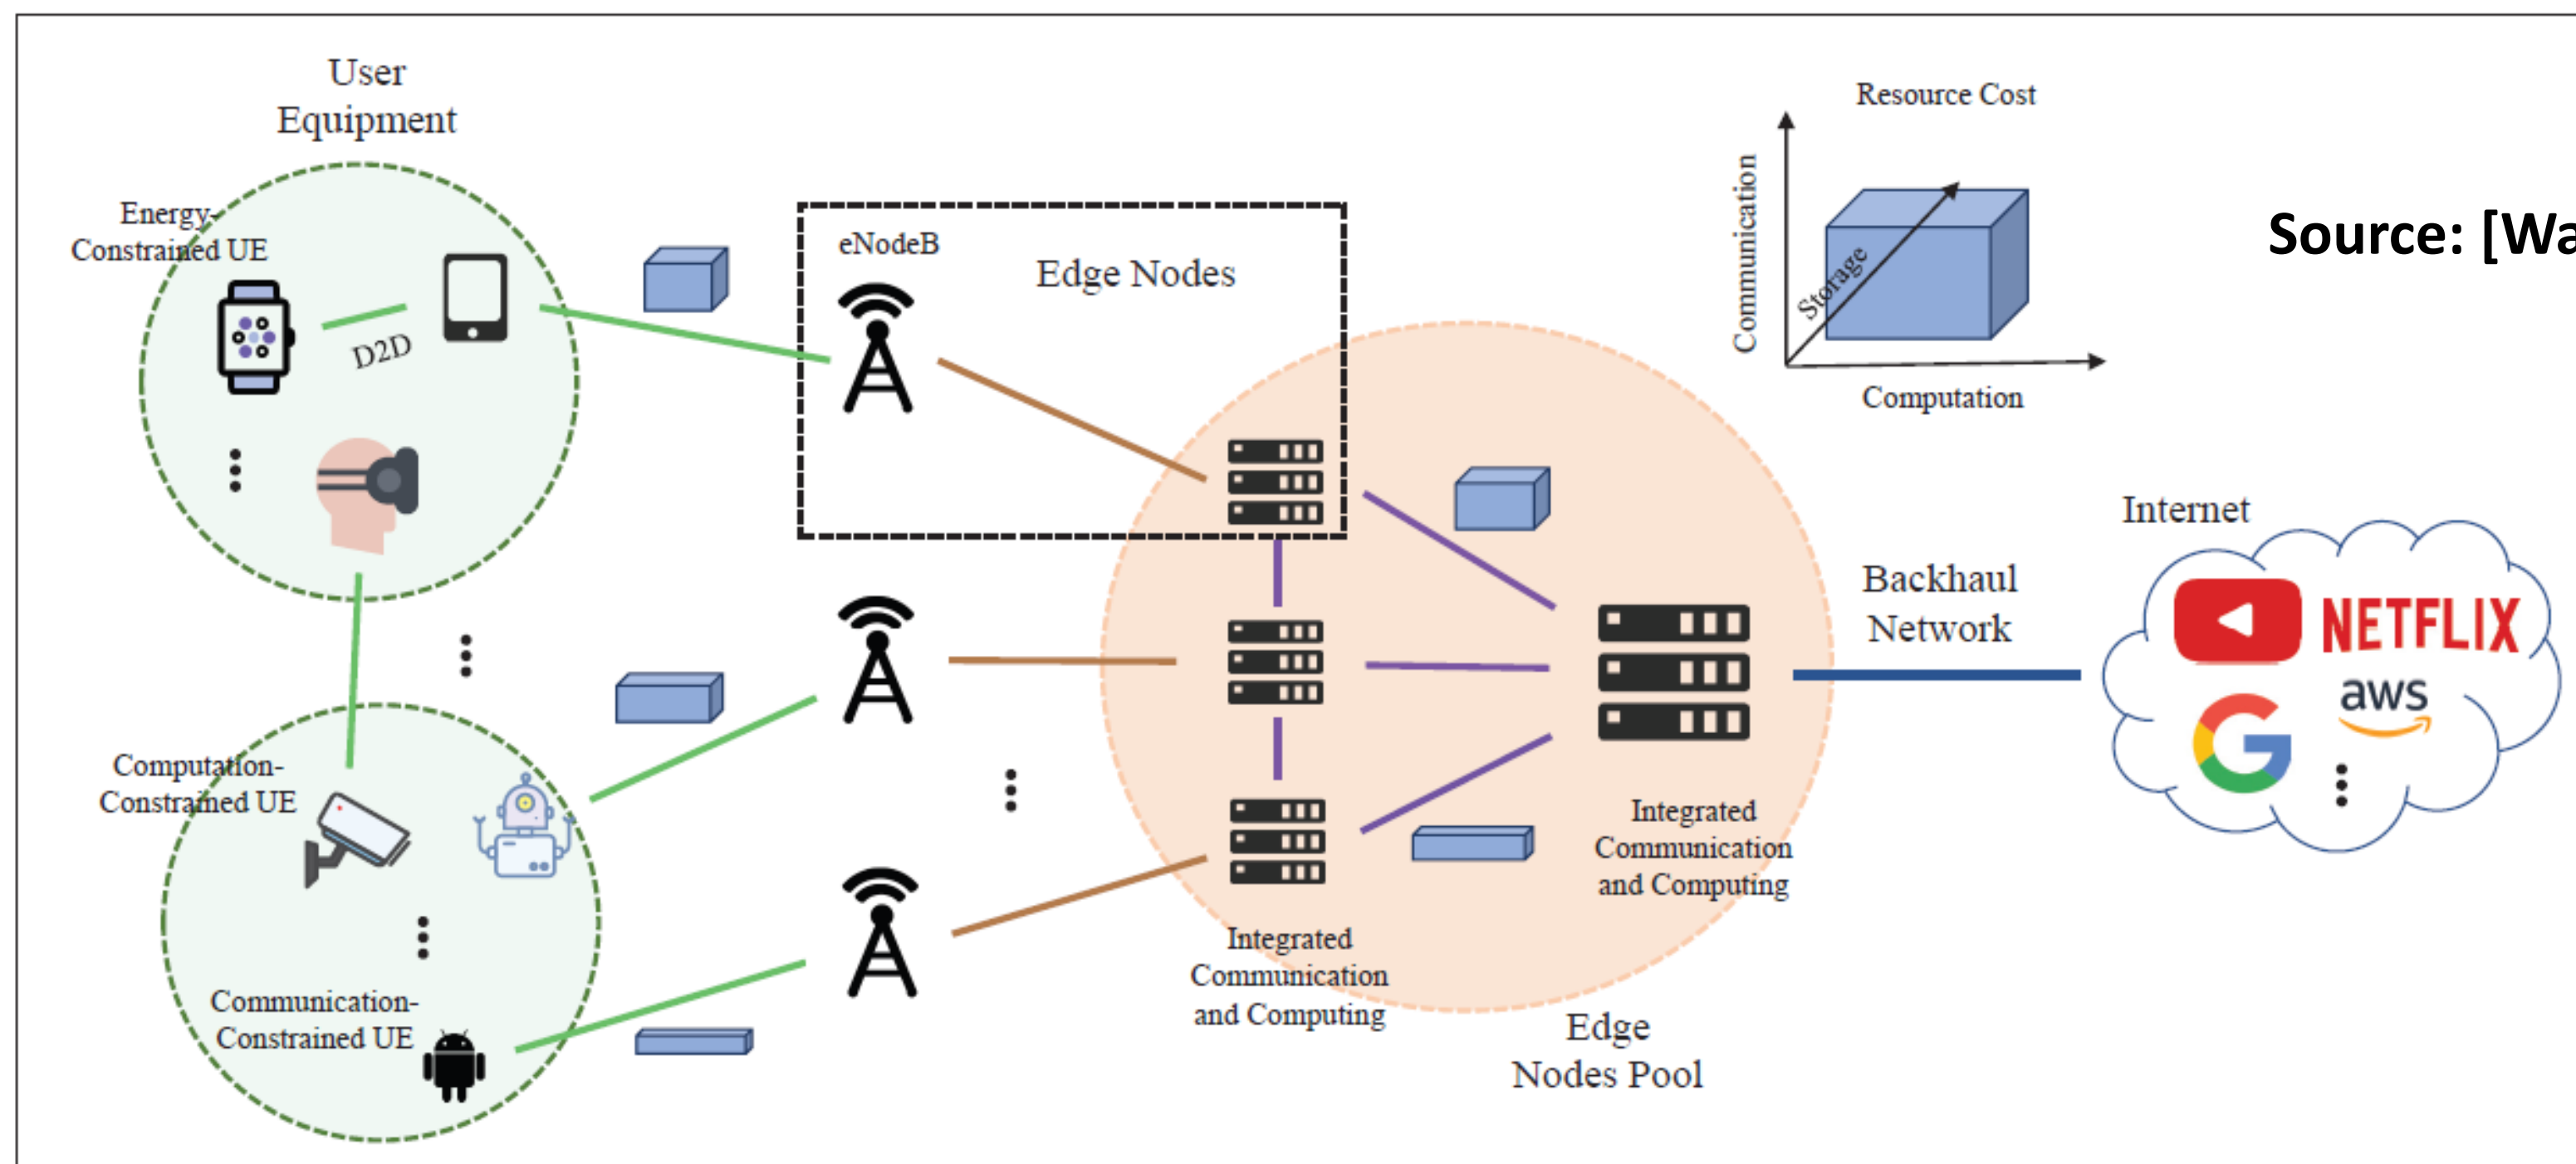 User
Equipment
Energy-
Constrained UE
D2D
eNodeB
Edge Nodes
Resource Cost
Communication
Storage
Computation
Source: [Wa
Internet
Backhaul
Network
NETFLIX
aws
Computation-
Constrained UE
Integrated
Communication
and Computing
Integrated
Communication
and Computing
Communication-
Constrained UE
Edge
Nodes Pool